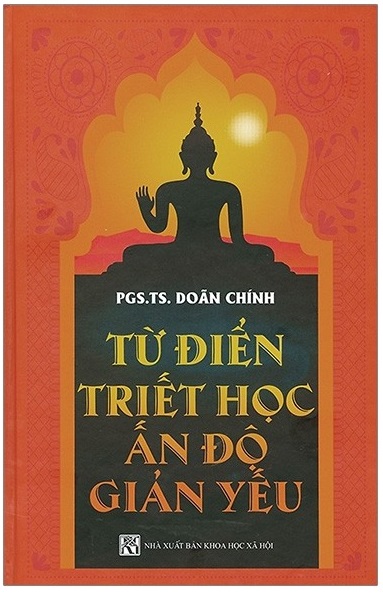 PGS.TS. DOÃN CHÍNH
TỪ ĐIỂN
TRIẾT HỌC
ẤN ĐỘ
GIẢN YẾU
NHÀ XUẤT BẢN KHOA HỌC XÃ HỘI